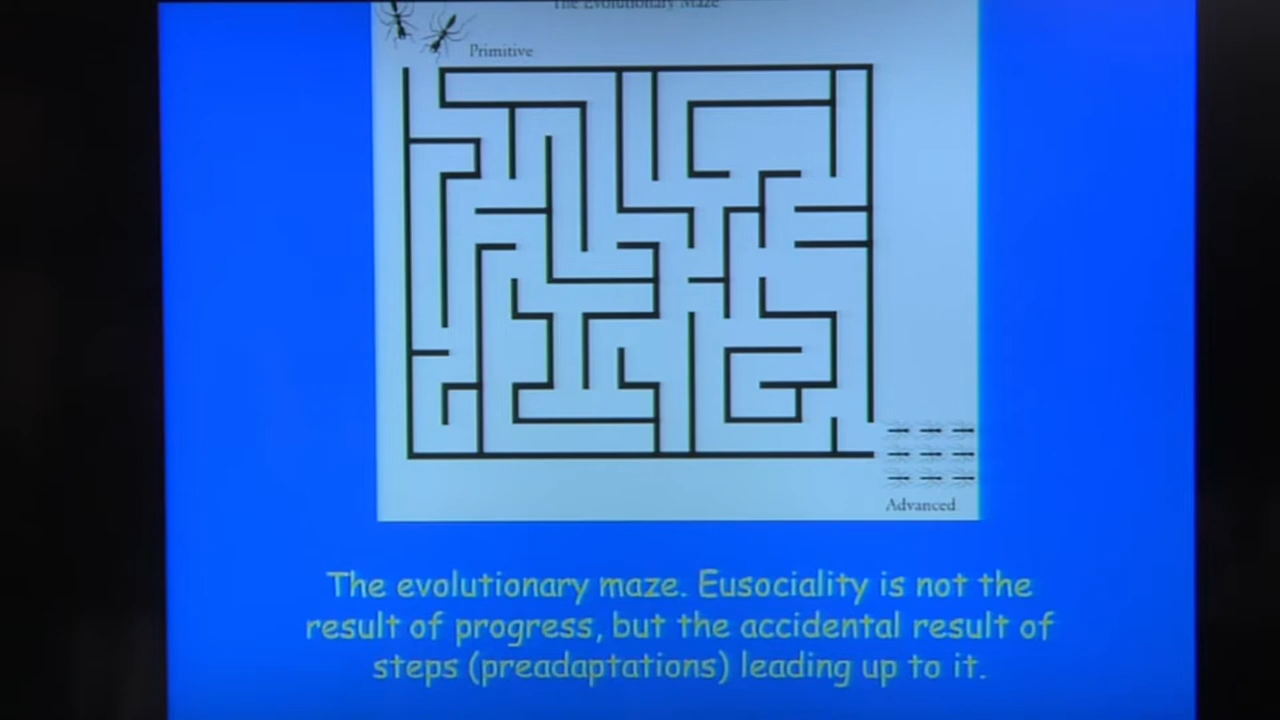 The Evolutionary Maze
Primitive
Advanced
The evolutionary maze. Eusociality is not the
result of progress, but the accidental result of
steps (preadaptations) leading up to it.